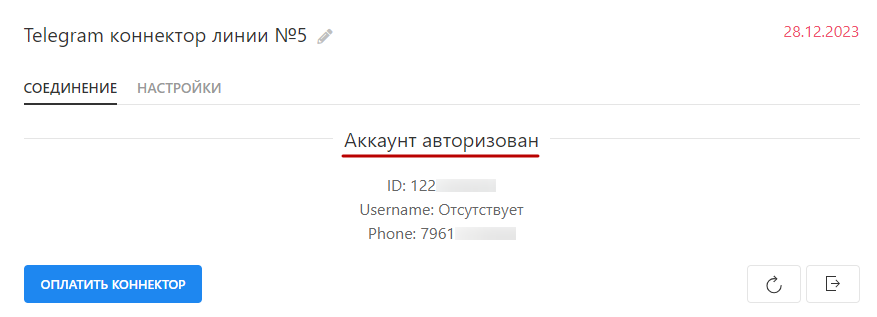 Telegram коннектор линии №5
28.12.2023
СОЕДИНЕНИЕ НАСТРОЙКИ
Аккаунт авторизован
ID: 122
Username: Отсутствует
Phone: 7961
ОПЛАТИТЬ КОННЕКТОР